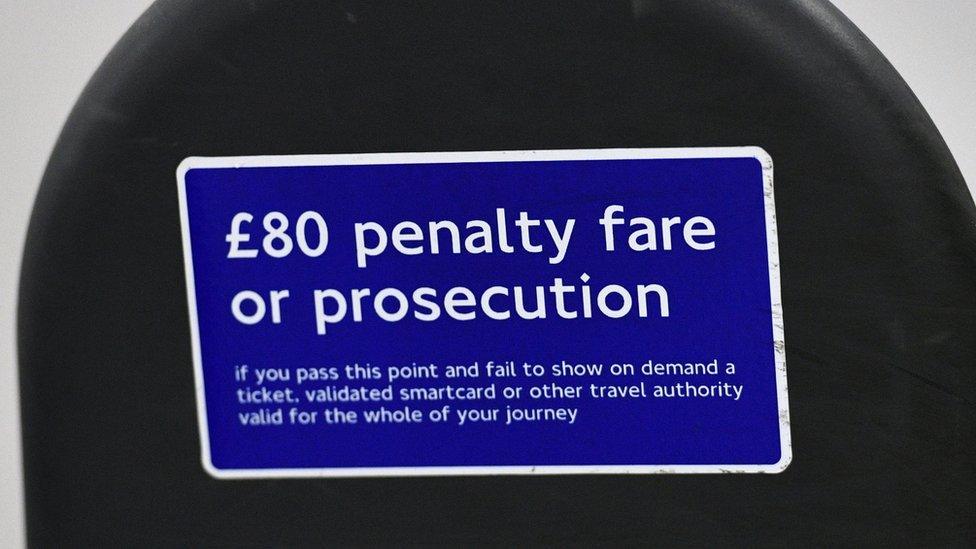 £80 penalty fare
or prosecution
if you pass this point and fail to show on demand a
ticket, validated smartcard or other travel authority
valid for the whole of your journey